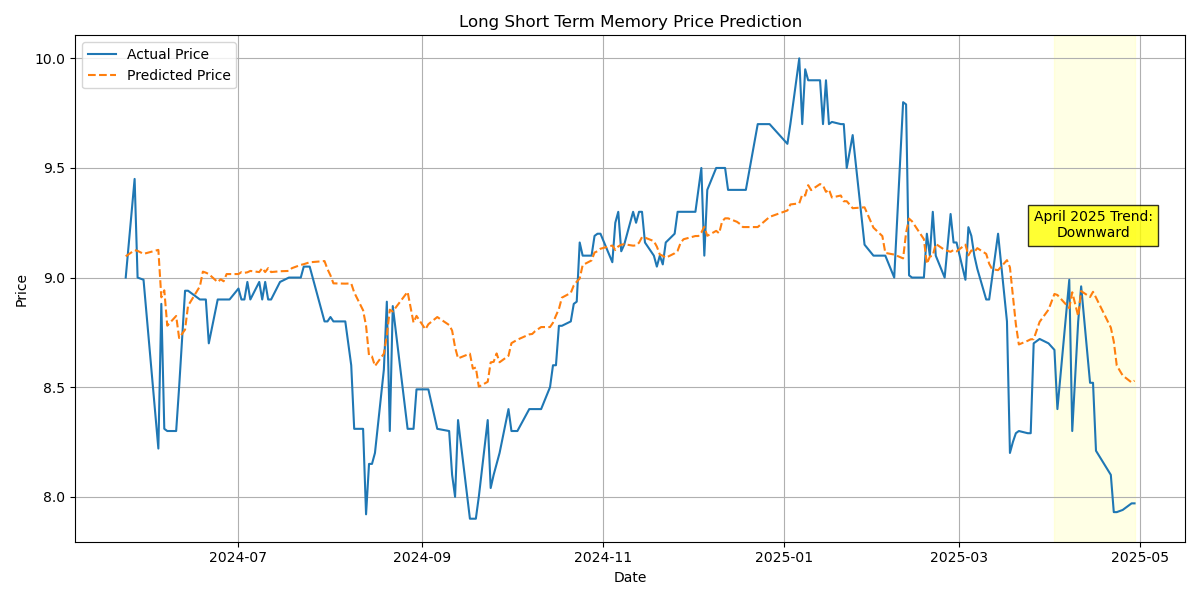 Long Short Term Memory Price Prediction
Actual Price
Predicted Price
10.0
9.5
9.0
8.5
8.0
Price
April 2025 Trend:
Downward
2024-07
2024-09
2024-11
2025-01
2025-03
2025-05
Date